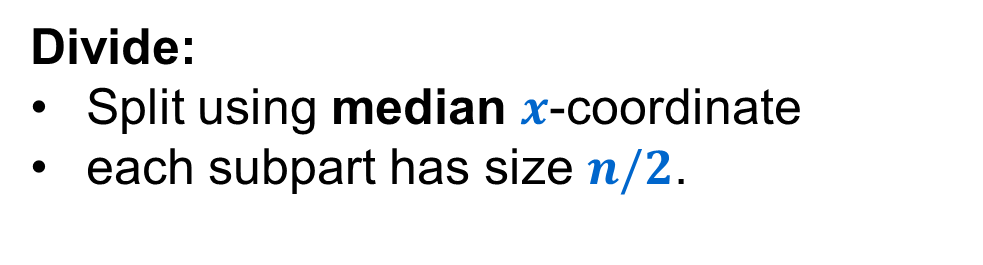 Divide:
• Split using median x-coordinate
• each subpart has size n/2.